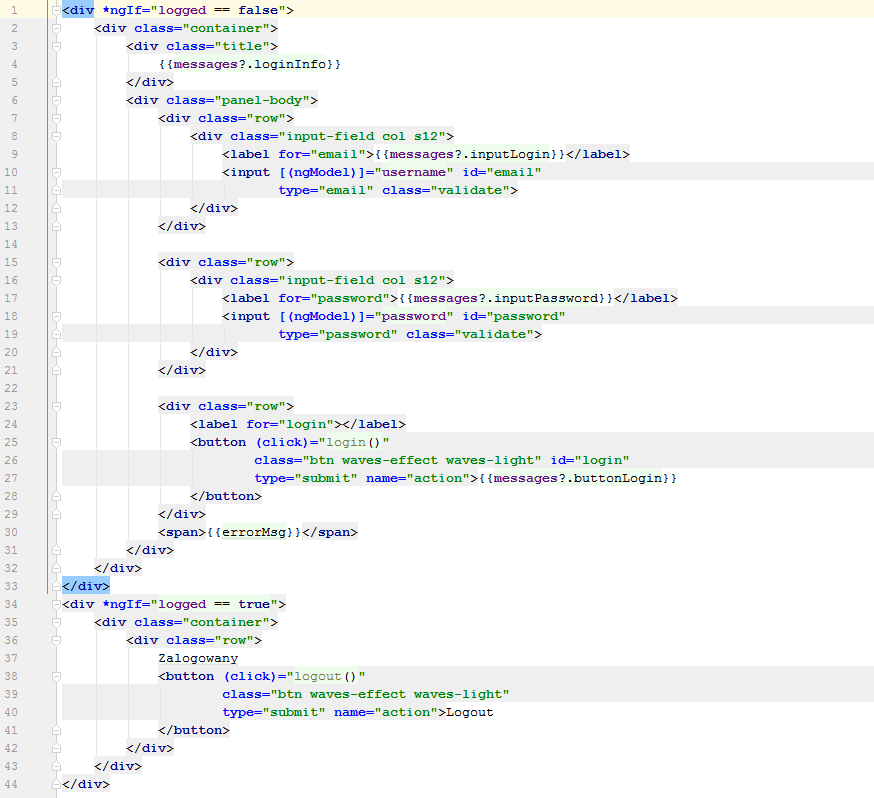 1 <div *ngIf="logged == false">
2     <div class="container">
3         <div class="title">
4             {{messages?.loginInfo}}
5         </div>
6         <div class="panel-body">
7             <div class="row">
8                 <div class="input-field col s12">
9                     <label for="email">{{messages?.inputLogin}}</label>
10                     <input [(ngModel)]="username" id="email"
11                            type="email" class="validate">
12                 </div>
13             </div>
14
15             <div class="row">
16                 <div class="input-field col s12">
17                     <label for="password">{{messages?.inputPassword}}</label>
18                     <input [(ngModel)]="password" id="password"
19                            type="password" class="validate">
20                 </div>
21             </div>
22
23             <div class="row">
24                 <label for="login"></label>
25                 <button (click)="login()"
26                         class="btn waves-effect waves-light" id="login"
27                         type="submit" name="action">{{messages?.buttonLogin}}
28                 </button>
29             </div>
30             <span>{{errorMsg}}</span>
31         </div>
32     </div>
33 </div>
34 <div *ngIf="logged == true">
35     <div class="container">
36         <div class="row">
37             Zalogowany
38             <button (click)="logout()"
39                     class="btn waves-effect waves-light"
40                     type="submit" name="action">Logout
41             </button>
42         </div>
43     </div>
44 </div>